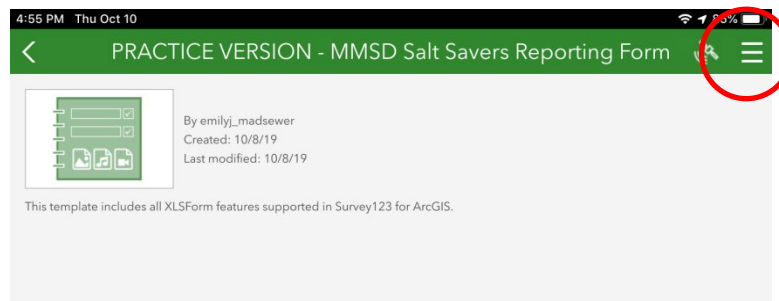 4:55 PM Thu Oct 10
PRACTICE VERSION - MMSD Salt Savers Reporting Form
By emilyj_madsewer
Created: 10/8/19
Last modified: 10/8/19
This template includes all XLSForm features supported in Survey123 for ArcGIS.